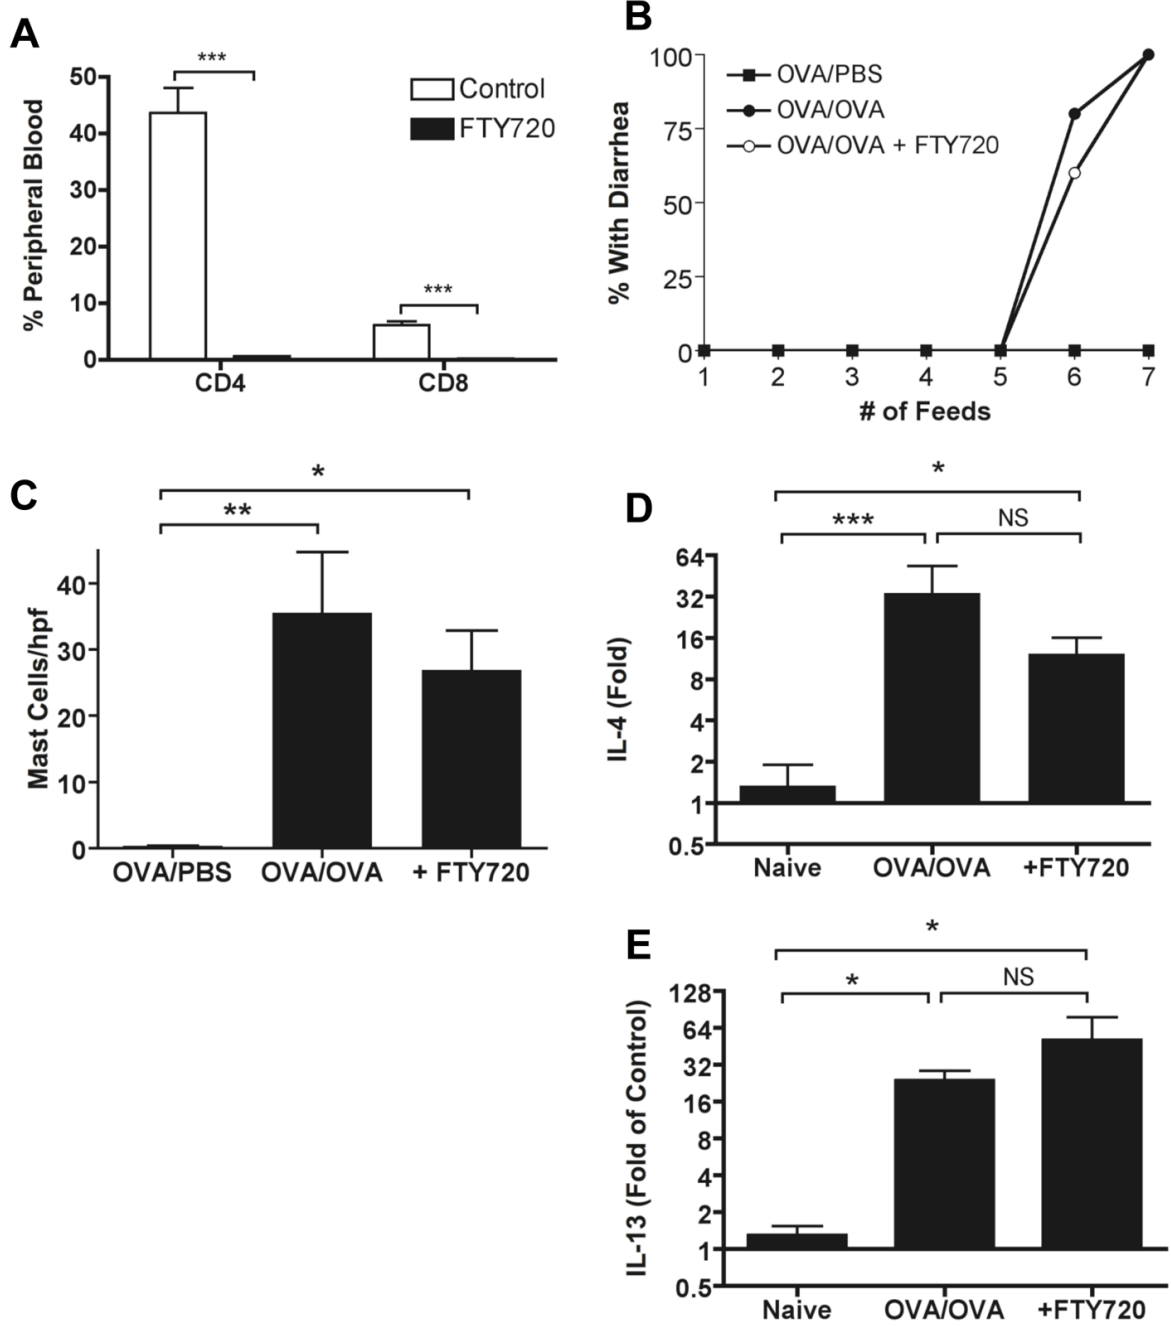 A
***
50
40
30
20
10
0
% Peripheral Blood
Control
FTY720
***
CD4
CD8
B
100
75
50
25
0
% With Diarrhea
OVA/PBS
OVA/OVA
OVA/OVA + FTY720
1 2 3 4 5 6 7
# of Feeds
C
*
**
40
30
20
10
0
Mast Cells/hpf
OVA/PBS OVA/OVA + FTY720
D
*
*** NS
64
32
16
8
4
2
1
0.5
IL-4 (Fold)
Naive OVA/OVA +FTY720
E
*
* NS
128
64
32
16
8
4
2
1
0.5
IL-13 (Fold of Control)
Naive OVA/OVA +FTY720